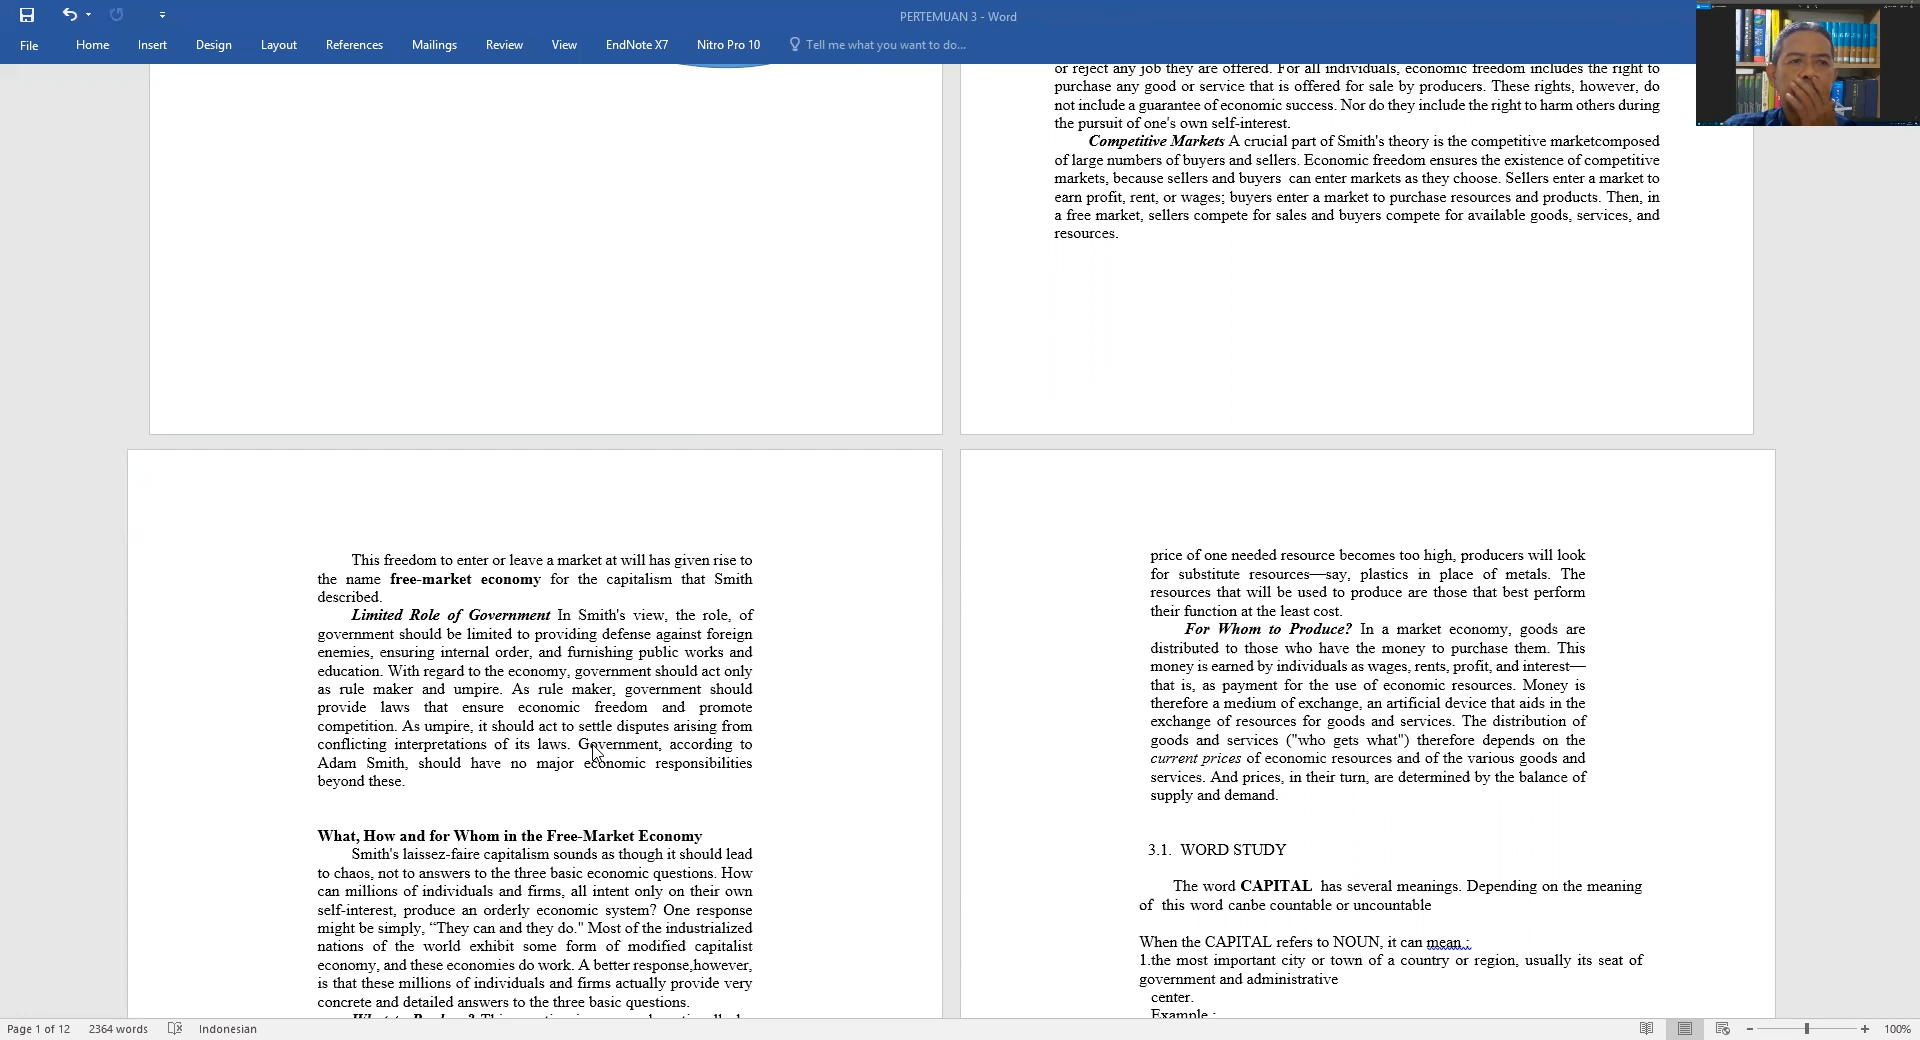 PERTEMUAN 3 - Word
File
Home
Insert
Design
Layout
References
Mailings
Review
View
EndNote X7
Nitro Pro 10
Tell me what you want to do...
or reject any job they are offered. For all individuals, economic freedom includes the right to
purchase any good or service that is offered for sale by producers. These rights, however, do
not include a guarantee of economic success. Nor do they include the right to harm others during
the pursuit of one's own self-interest.
Competitive Markets A crucial part of Smith's theory is the competitive marketcomposed
of large numbers of buyers and sellers. Economic freedom ensures the existence of competitive
markets, because sellers and buyers can enter markets as they choose. Sellers enter a market to
earn profit, rent, or wages; buyers enter a market to purchase resources and products. Then, in
a free market, sellers compete for sales and buyers compete for available goods, services, and
resources.
This freedom to enter or leave a market at will has given rise to
the name free-market economy for the capitalism that Smith
described.
Limited Role of Government In Smith's view, the role, of
government should be limited to providing defense against foreign
enemies, ensuring internal order, and furnishing public works and
education. With regard to the economy, government should act only
as rule maker and umpire. As rule maker, government should
provide laws that ensure economic freedom and promote
competition. As umpire, it should act to settle disputes arising from
conflicting interpretations of its laws. Government, according to
Adam Smith, should have no major economic responsibilities
beyond these.
What, How and for Whom in the Free-Market Economy
Smith's laissez-faire capitalism sounds as though it should lead
to chaos, not to answers to the three basic economic questions. How
can millions of individuals and firms, all intent only on their own
self-interest, produce an orderly economic system? One response
might be simply, “They can and they do." Most of the industrialized
nations of the world exhibit some form of modified capitalist
economy, and these economies do work. A better response,however,
is that these millions of individuals and firms actually provide very
concrete and detailed answers to the three basic questions.
price of one needed resource becomes too high, producers will look
for substitute resources—say, plastics in place of metals. The
resources that will be used to produce are those that best perform
their function at the least cost.
For Whom to Produce? In a market economy, goods are
distributed to those who have the money to purchase them. This
money is earned by individuals as wages, rents, profit, and interest—
that is, as payment for the use of economic resources. Money is
therefore a medium of exchange, an artificial device that aids in the
exchange of resources for goods and services. The distribution of
goods and services ("who gets what") therefore depends on the
current prices of economic resources and of the various goods and
services. And prices, in their turn, are determined by the balance of
supply and demand.
3.1. WORD STUDY
The word CAPITAL has several meanings. Depending on the meaning
of this word canbe countable or uncountable
When the CAPITAL refers to NOUN, it can mean :
1.the most important city or town of a country or region, usually its seat of
government and administrative
center.
Example :
Page 1 of 12
2364 words
Indonesian
100%